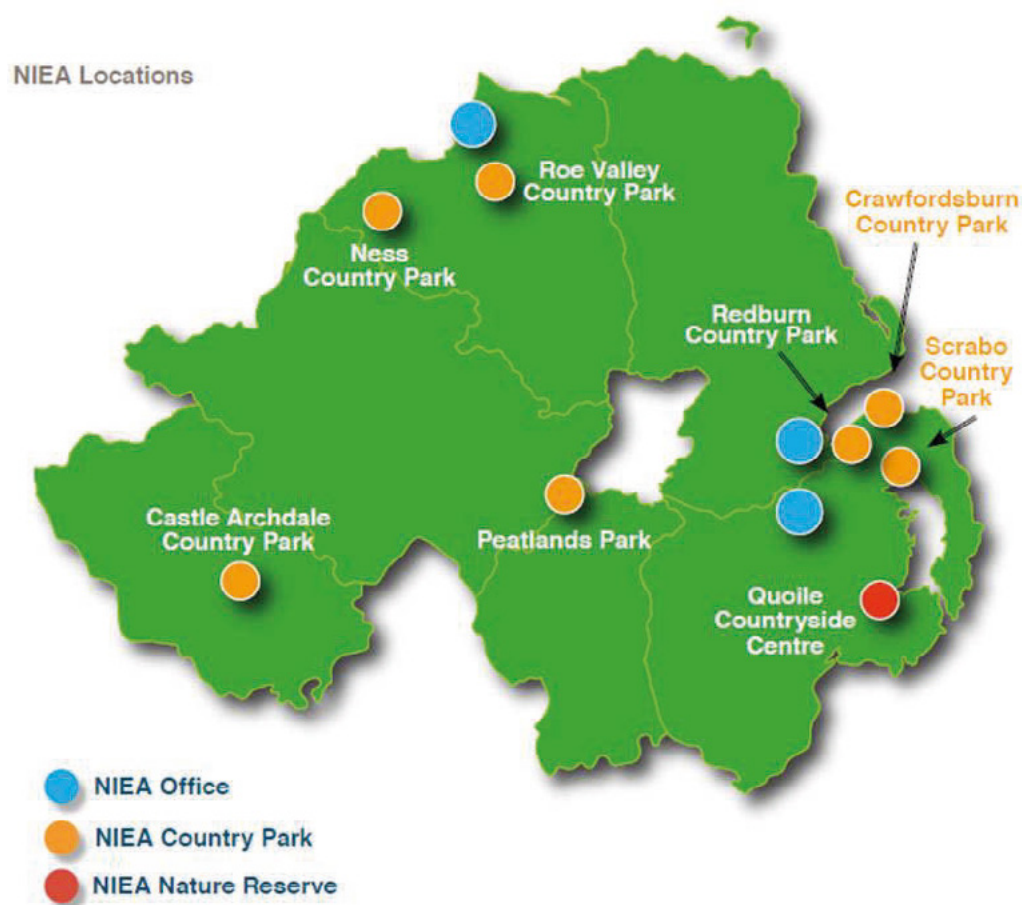 NIEA Locations
Roe Valley
Country Park
Crawfordsburn
Country Park
Ness
Country Park
Redburn
Country Park
Scrabo
Country
Park
Castle Archdale
Country Park
Peatlands Park
Quoile
Countryside
Centre
NIEA Office
NIEA Country Park
NIEA Nature Reserve